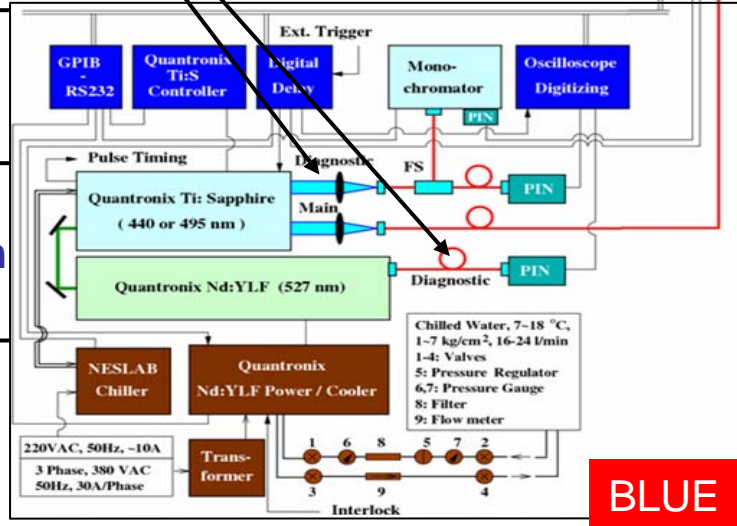 Ext. Trigger
GPIB
-
RS232
Quantronix
Ti:S
Controller
Digital
Delay
Mono-
chromator
PIN
Oscilloscope
Digitizing
Pulse Timing
Diagnostic
FS
PIN
Quantronix Ti: Sapphire
( 440 or 495 nm )
Main
Quantronix Nd:YLF (527 nm)
Diagnostic
PIN
Chilled Water, 7~18 °C,
1~7 kg/cm², 16-24 l/min
1-4: Valves
5: Pressure Regulator
6,7: Pressure Gauge
8: Filter
9: Flow meter
NESLAB
Chiller
Quantronix
Nd:YLF Power / Cooler
220VAC, 50Hz, ~10A
3 Phase, 380 VAC
50Hz, 30A/Phase
Trans-
former
1 6 8 5 7 2
3 9 4
Interlock
BLUE